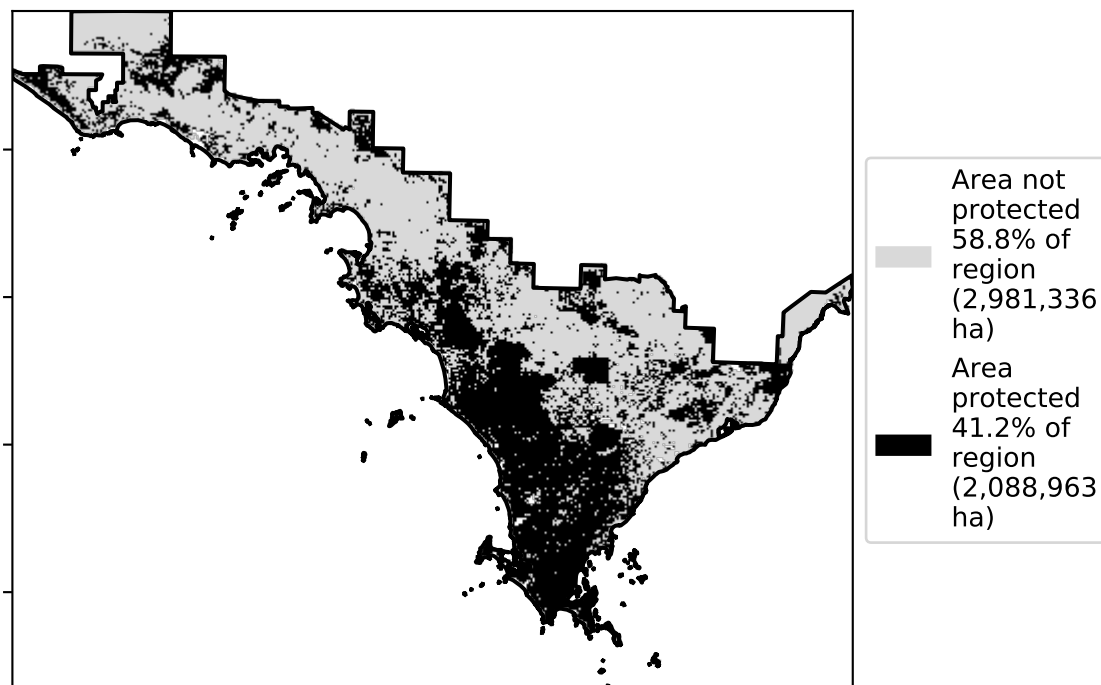 Area not
protected
58.8% of
region
(2,981,336
ha)
Area
protected
41.2% of
region
(2,088,963
ha)